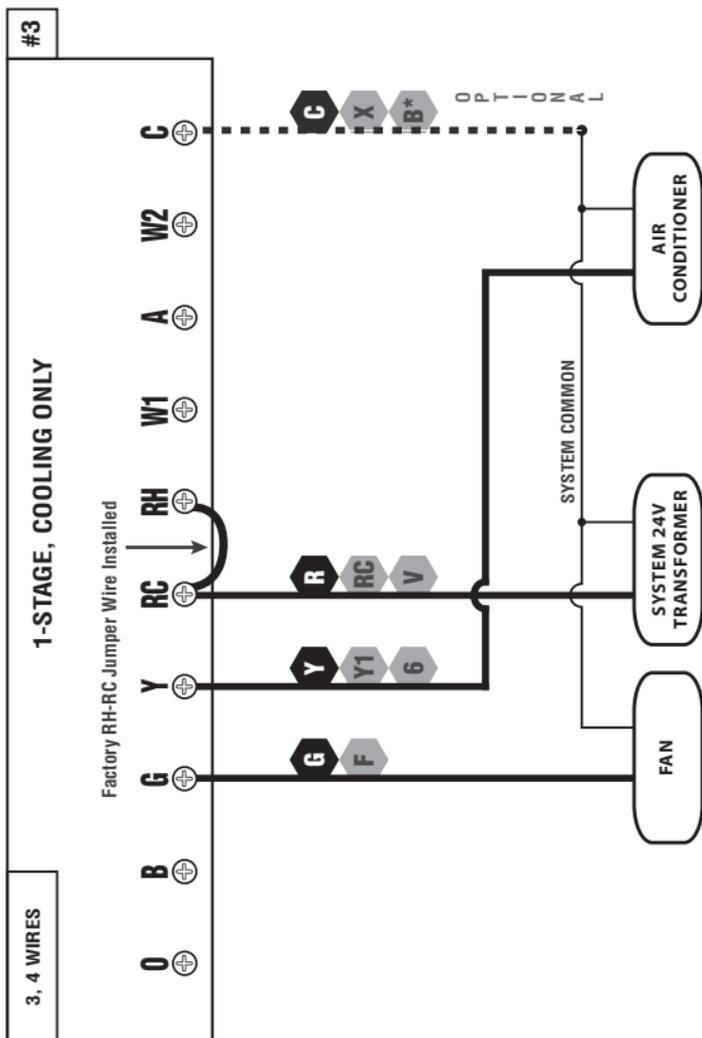 3, 4 WIRES
#3
1-STAGE, COOLING ONLY
Factory RH-RC Jumper Wire Installed
O B G Y RC RH W1 A W2 C
G Y R C
F Y1 RC X
6 V B*
OPTIONAL
SYSTEM COMMON
FAN
SYSTEM 24V
TRANSFORMER
AIR
CONDITIONER